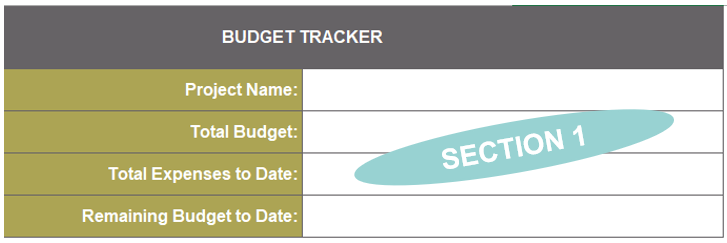 BUDGET TRACKER
Project Name:
Total Budget:
SECTION 1
Total Expenses to Date:
Remaining Budget to Date: